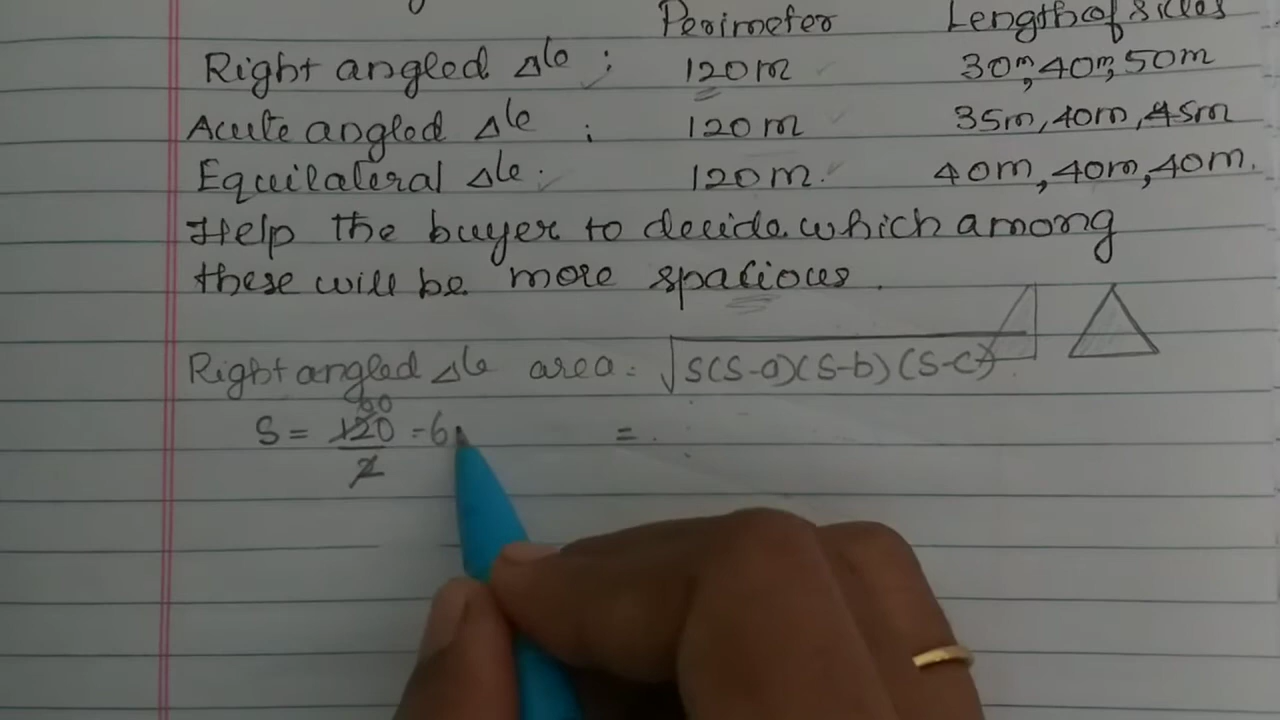 Perimeter Length of sides
Right angled Δle : 120m 30m, 40m, 50m
Acute angled Δle : 120m 35m, 40m, 45m
Equilateral Δle. 120m. 40m, 40m, 40m.
Help the buyer to decide which among
these will be more spacious.
Right angled Δle area = √S(S-a)(S-b)(S-c)
60
S = 120 = 6 =
2